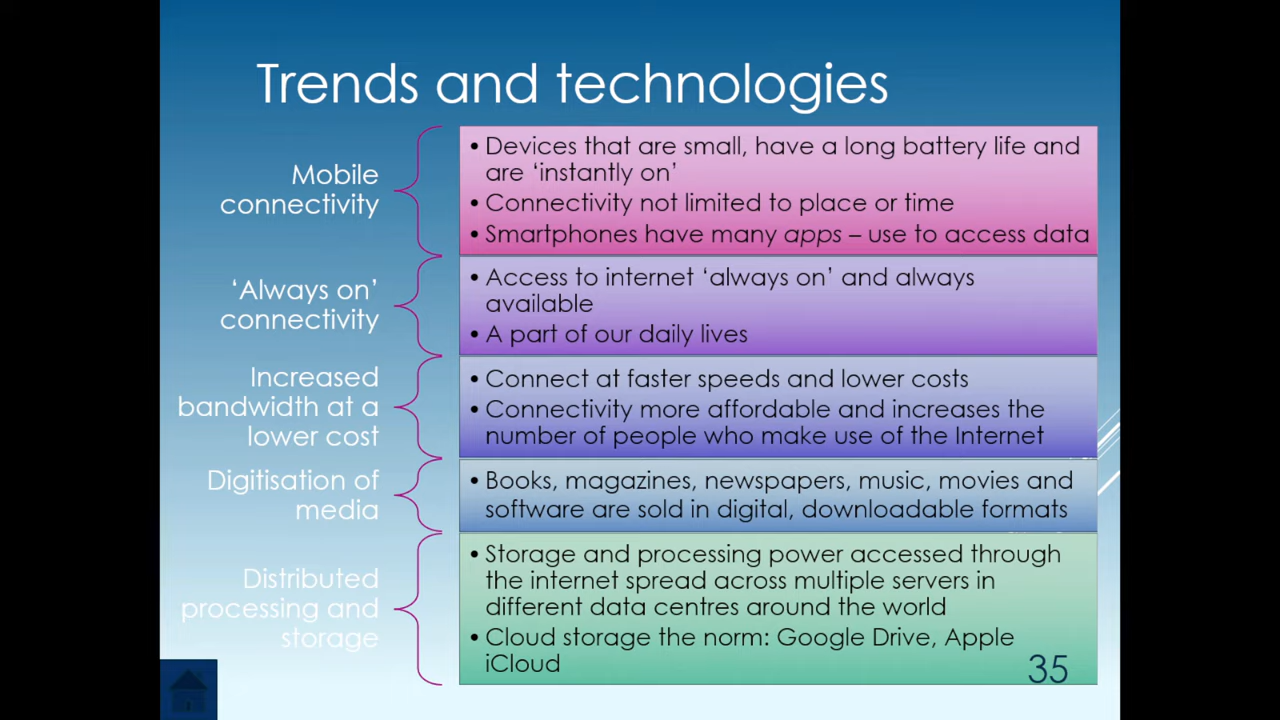 Trends and technologies
Mobile
connectivity
• Devices that are small, have a long battery life and
are ‘instantly on’
• Connectivity not limited to place or time
• Smartphones have many apps – use to access data
‘Always on’
connectivity
• Access to internet ‘always on’ and always
available
• A part of our daily lives
Increased
bandwidth at a
lower cost
• Connect at faster speeds and lower costs
• Connectivity more affordable and increases the
number of people who make use of the Internet
Digitisation of
media
• Books, magazines, newspapers, music, movies and
software are sold in digital, downloadable formats
Distributed
processing and
storage
• Storage and processing power accessed through
the internet spread across multiple servers in
different data centres around the world
• Cloud storage the norm: Google Drive, Apple
iCloud
35